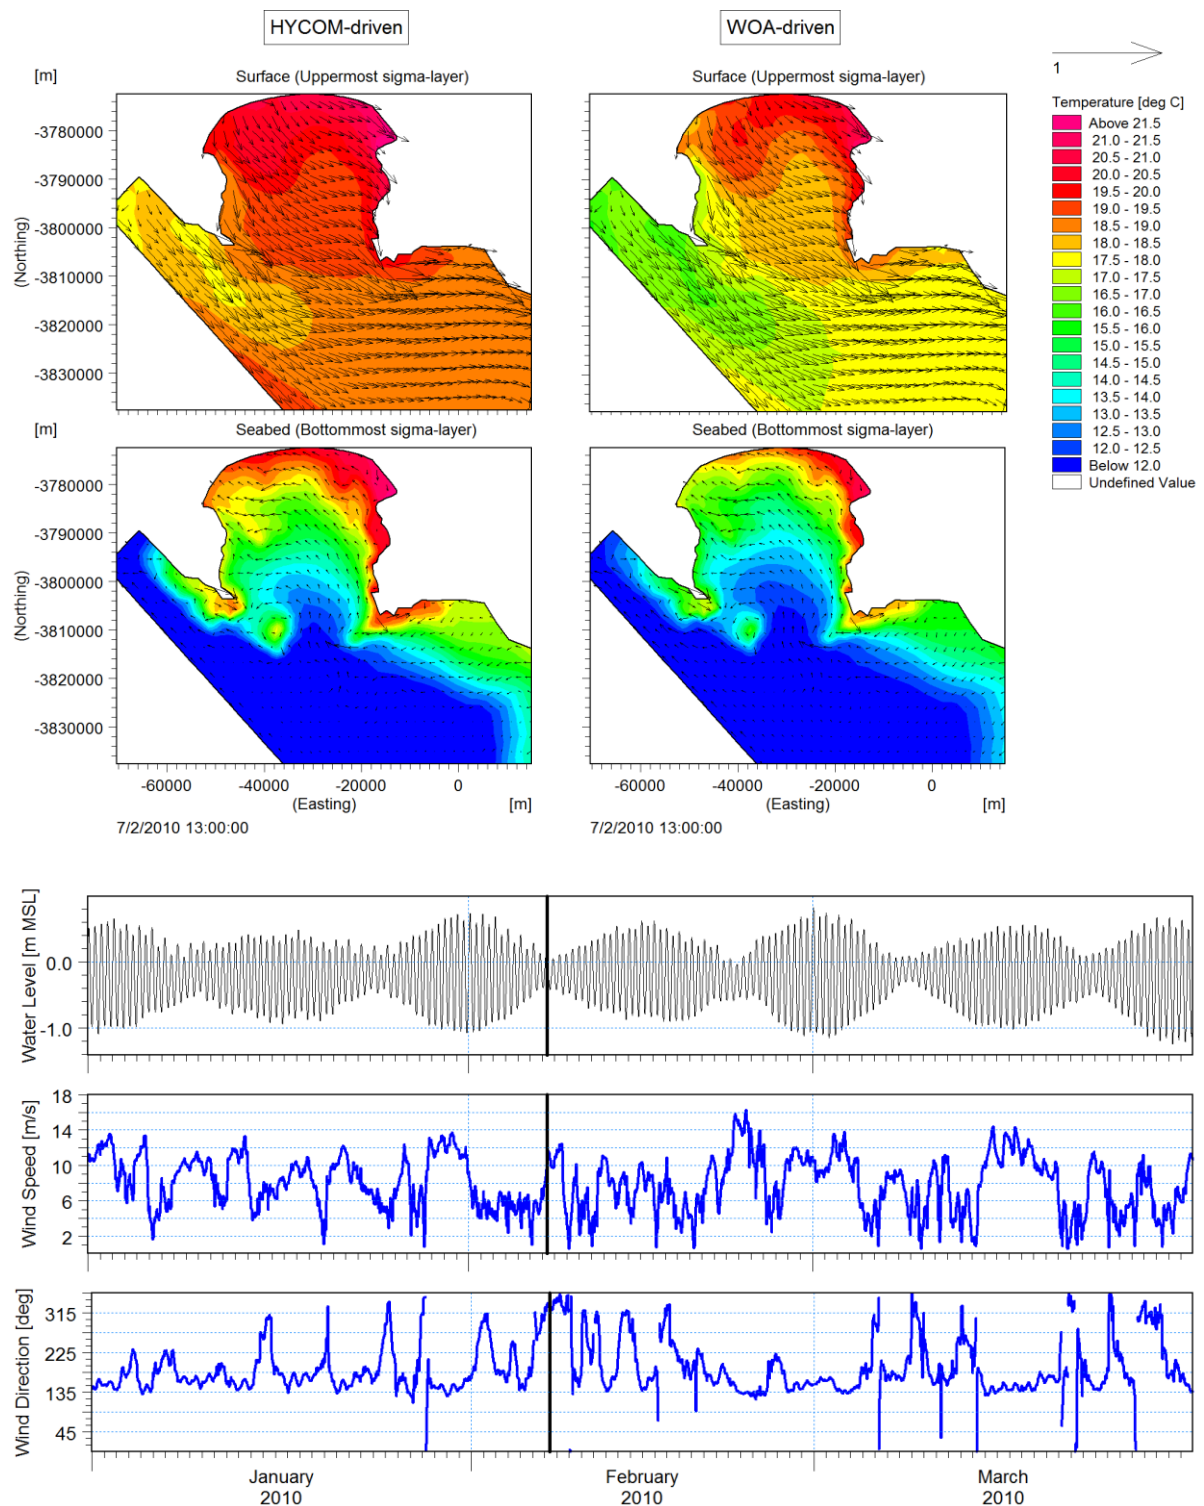 HYCOM-driven
WOA-driven
[m]
Surface (Uppermost sigma-layer)
Surface (Uppermost sigma-layer)
1
Temperature [deg C]
Above 21.5
21.0 - 21.5
20.5 - 21.0
20.0 - 20.5
19.5 - 20.0
19.0 - 19.5
18.5 - 19.0
18.0 - 18.5
17.5 - 18.0
17.0 - 17.5
16.5 - 17.0
16.0 - 16.5
15.5 - 16.0
15.0 - 15.5
14.5 - 15.0
14.0 - 14.5
13.5 - 14.0
13.0 - 13.5
12.5 - 13.0
12.0 - 12.5
Below 12.0
Undefined Value
-3780000
-3790000
-3800000
-3810000
-3820000
-3830000
(Northing)
[m]
Seabed (Bottommost sigma-layer)
Seabed (Bottommost sigma-layer)
-3780000
-3790000
-3800000
-3810000
-3820000
-3830000
(Northing)
-60000 -40000 -20000 0
(Easting) [m]
-60000 -40000 -20000 0
(Easting) [m]
7/2/2010 13:00:00
7/2/2010 13:00:00
Water Level [m MSL]
0.0
-1.0
Wind Speed [m/s]
18
14
10
6
2
Wind Direction [deg]
315
225
135
45
January
2010
February
2010
March
2010